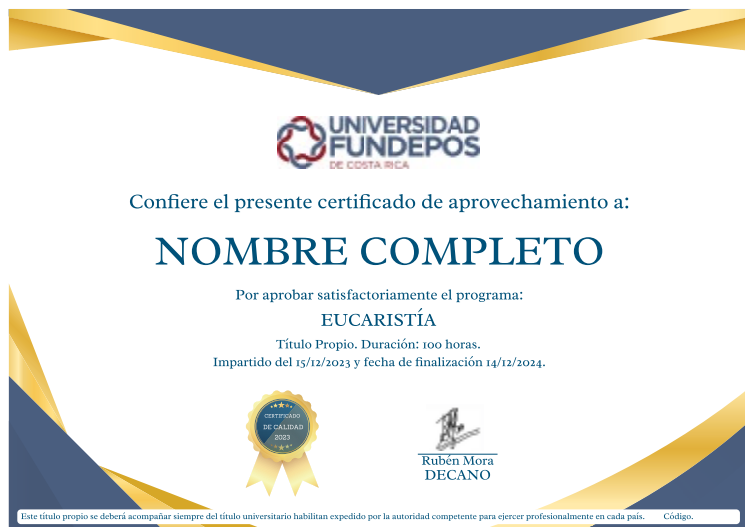 UNIVERSIDAD
FUNDEPOS
DE COSTA RICA
Confiere el presente certificado de aprovechamiento a:
NOMBRE COMPLETO
Por aprobar satisfactoriamente el programa:
EUCARISTÍA
Título Propio. Duración: 100 horas.
Impartido del 15/12/2023 y fecha de finalización 14/12/2024.
CERTIFICADO
DE CALIDAD
2023
Rubén Mora
DECANO
Este título propio se deberá acompañar siempre del título universitario habilitan expedido por la autoridad competente para ejercer profesionalmente en cada país. Código.